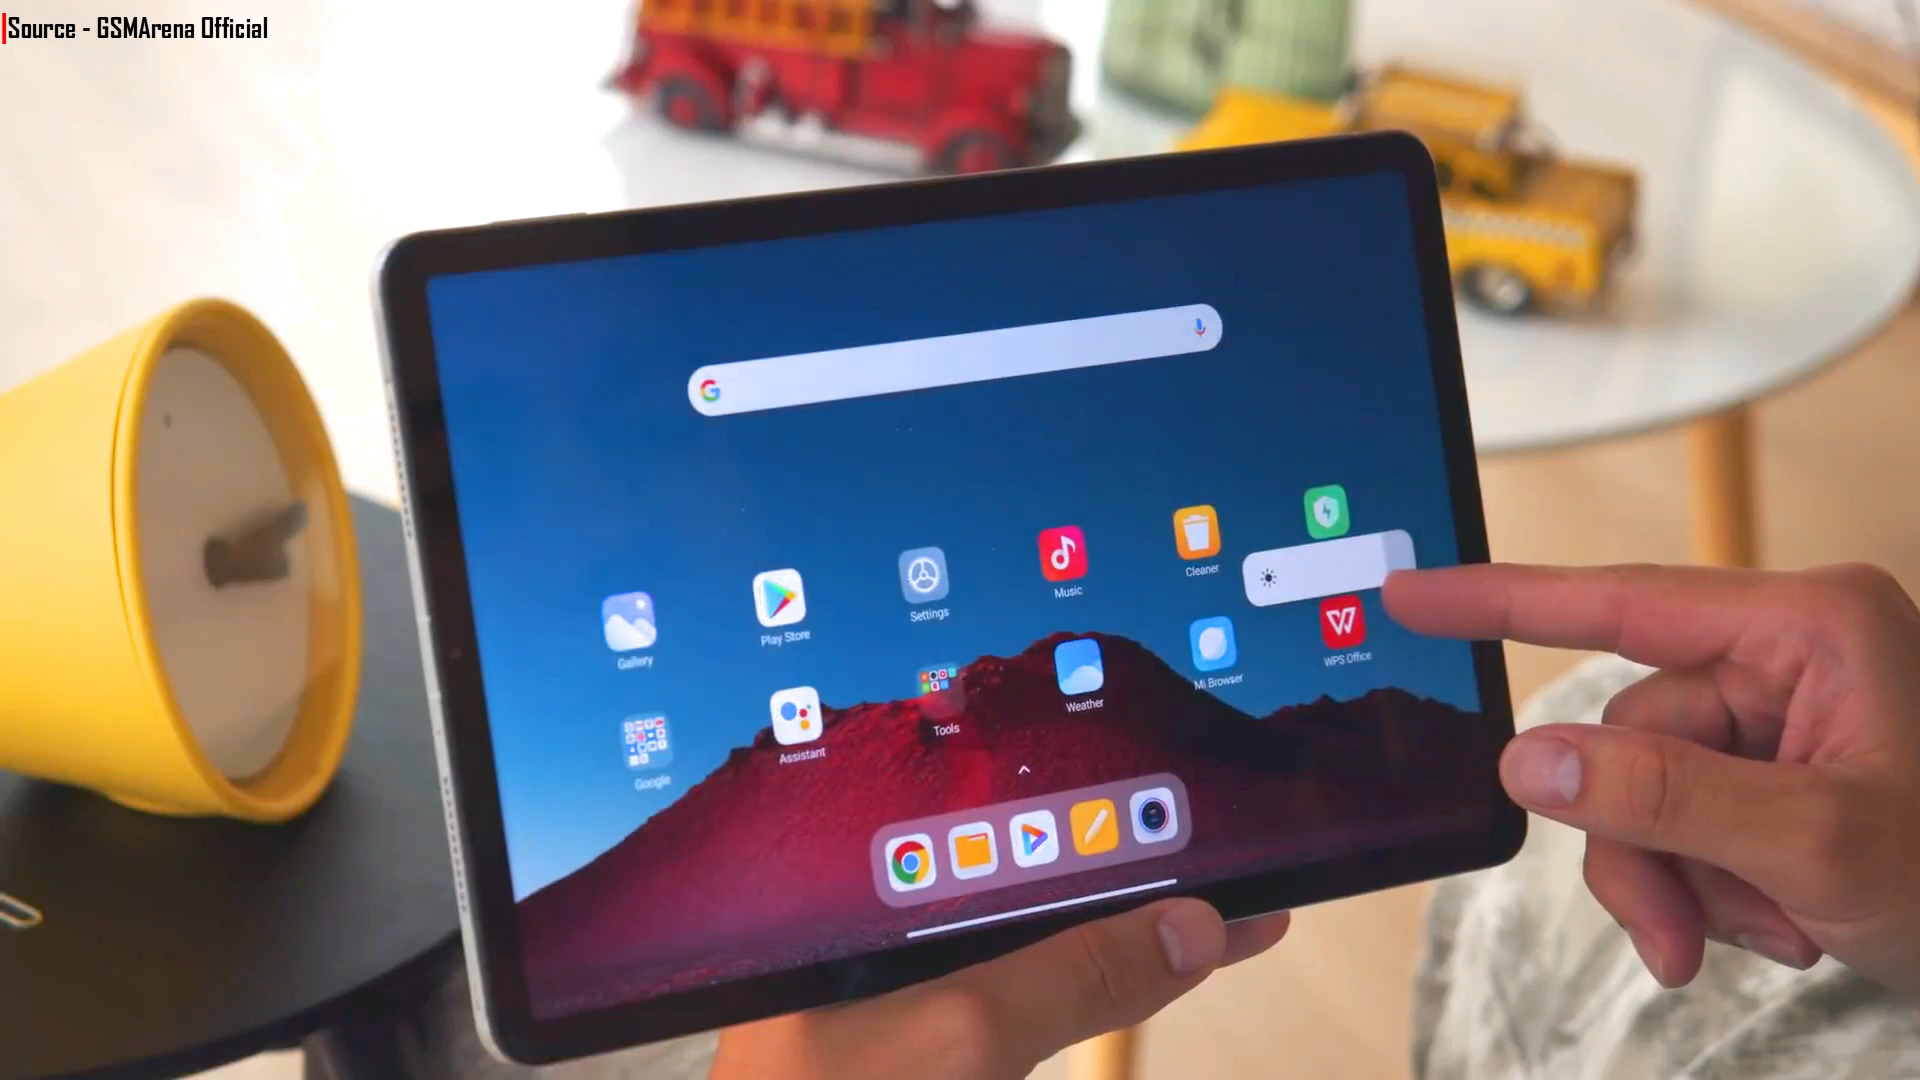 Source - GSMArena Official
Gallery
Play Store
Settings
Music
Cleaner
Google
Assistant
Tools
Weather
Mi Browser
WPS Office